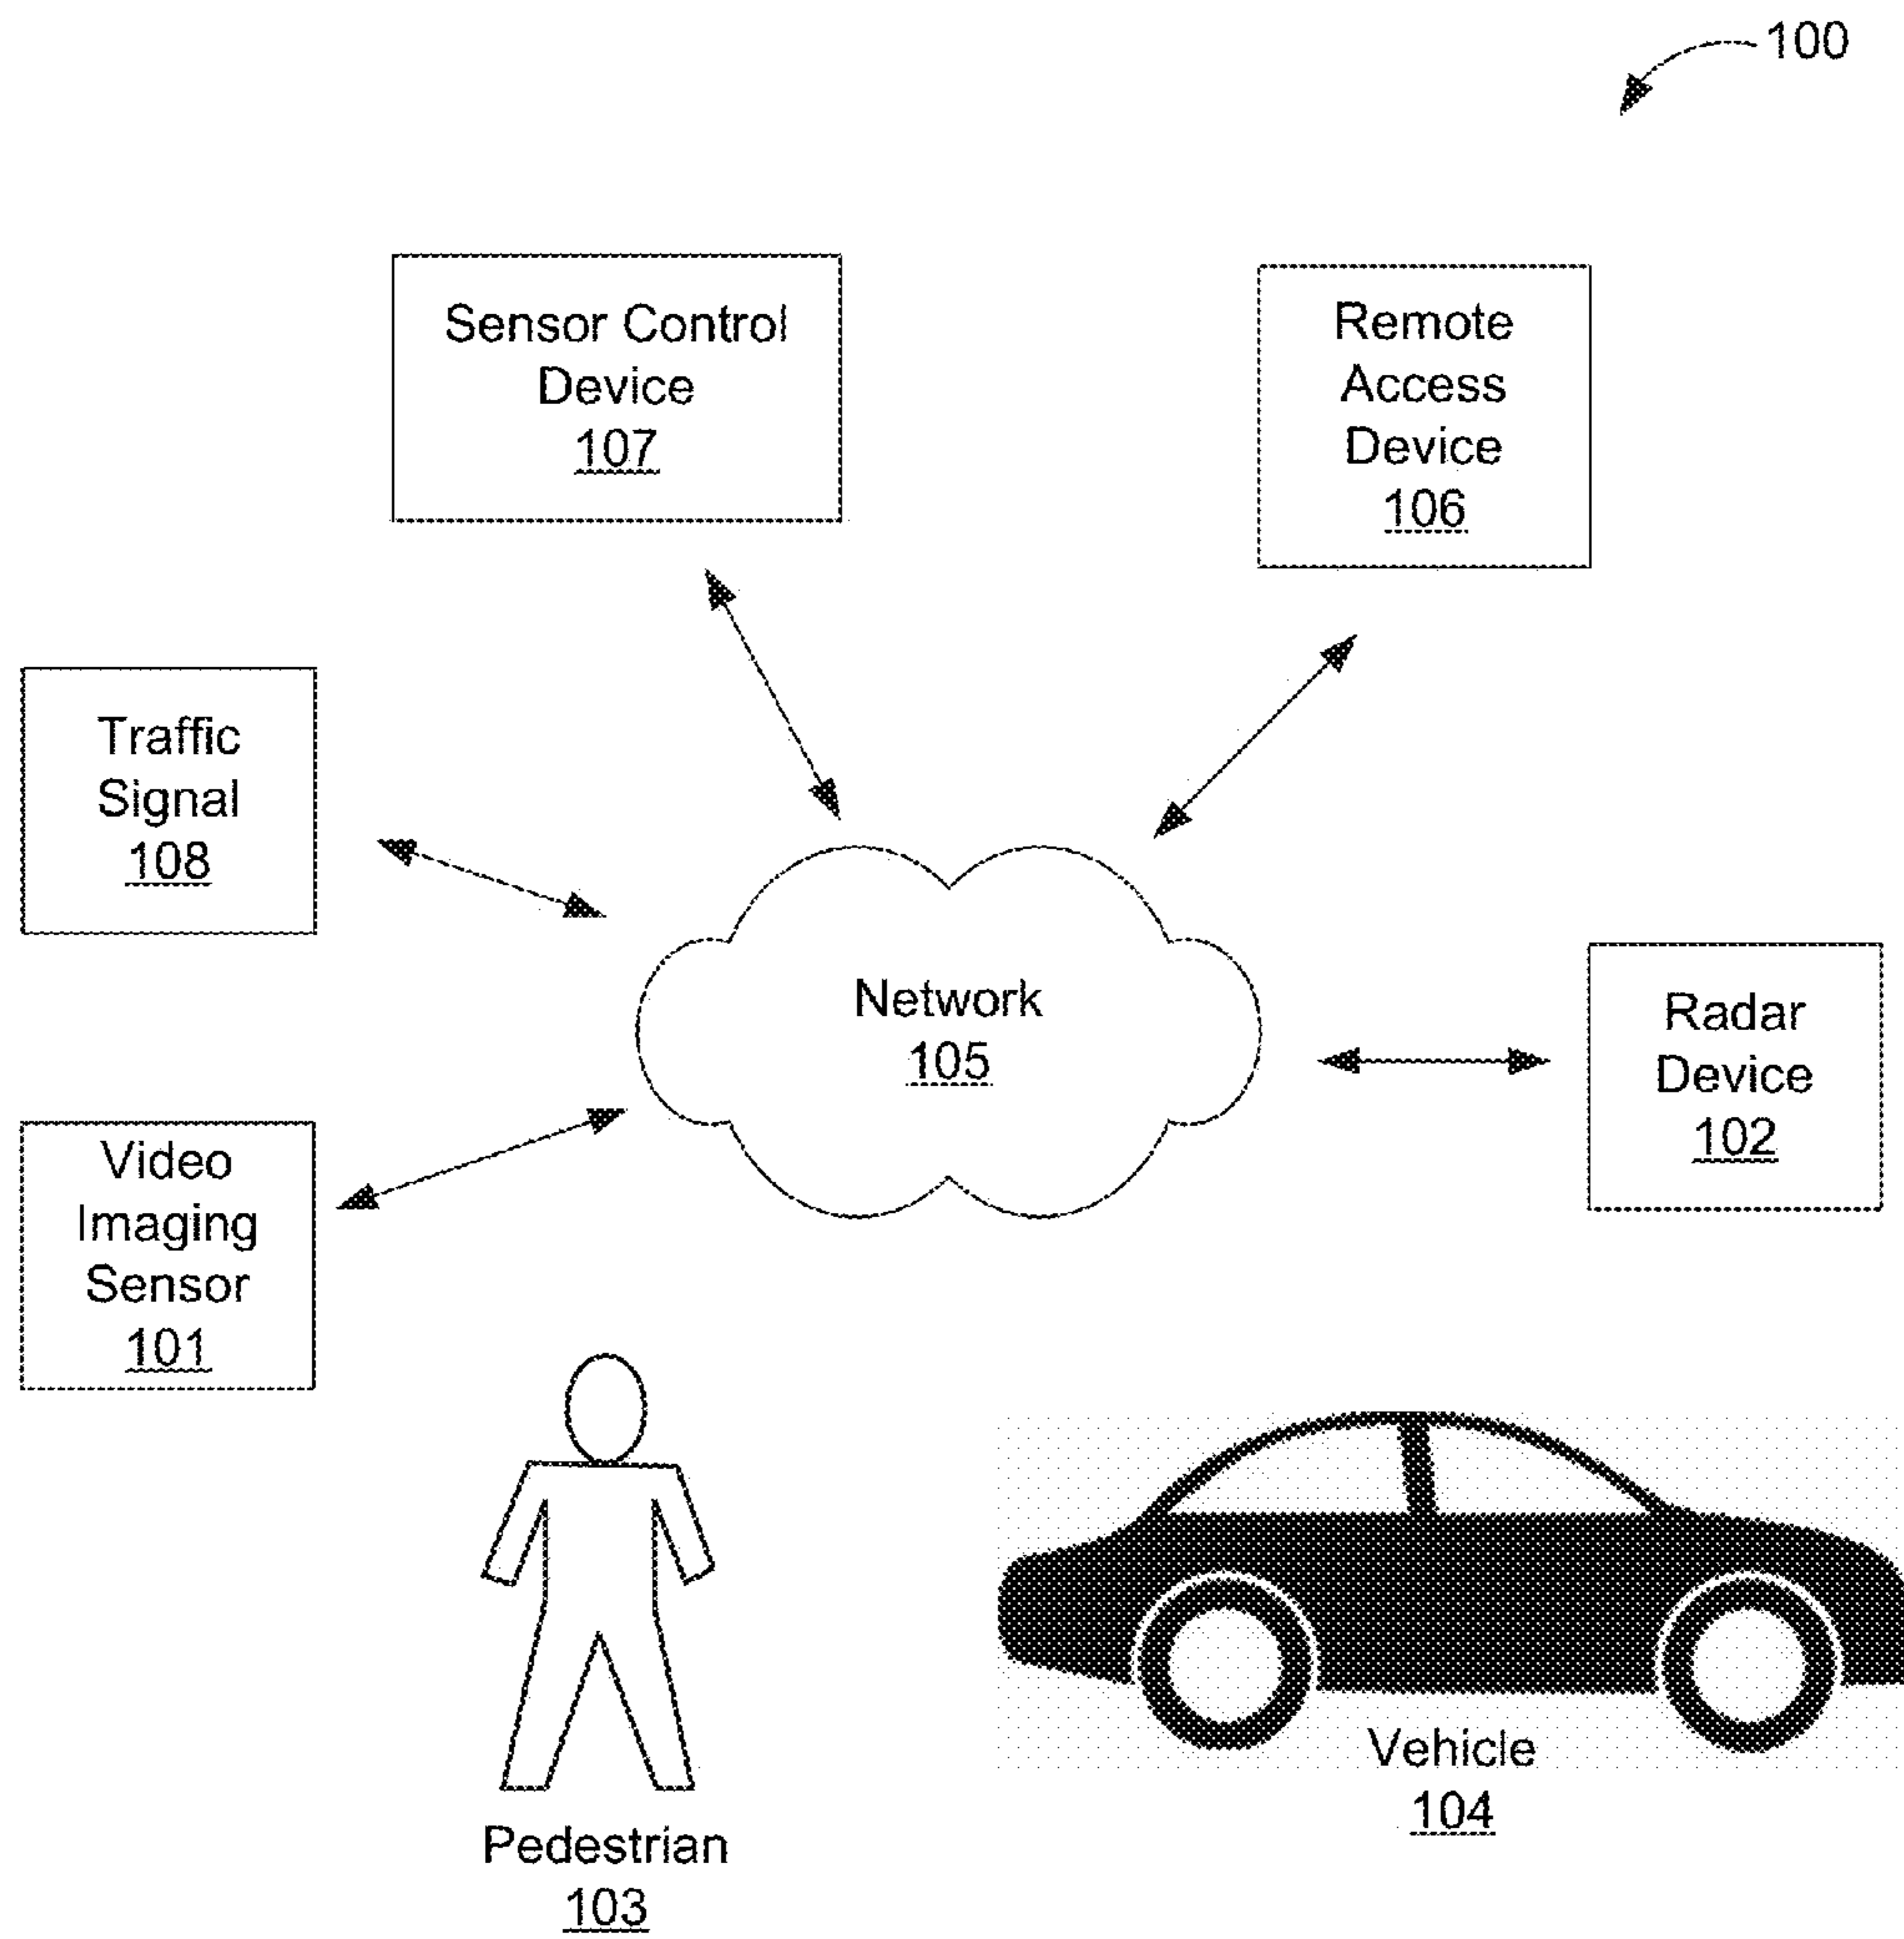 100
Sensor Control
Device
107
Remote
Access
Device
106
Traffic
Signal
108
Network
105
Radar
Device
102
Video
Imaging
Sensor
101
Vehicle
104
Pedestrian
103